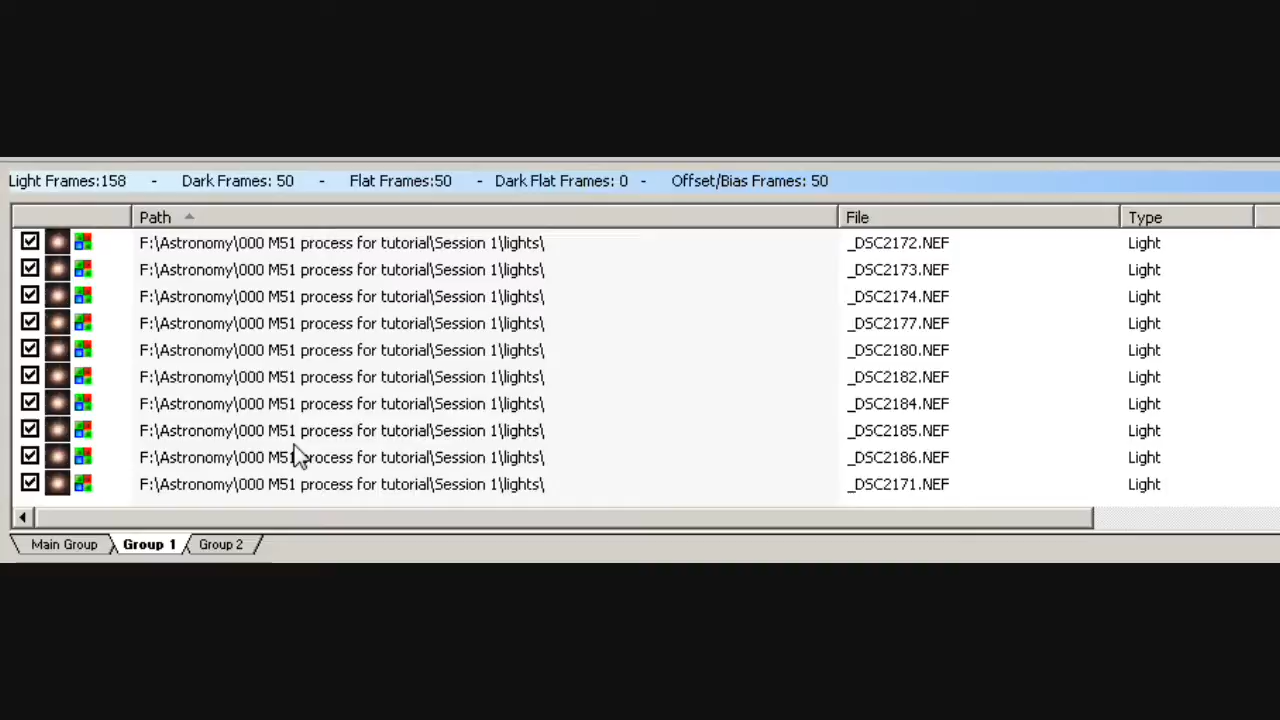 Light Frames:158 - Dark Frames: 50 - Flat Frames:50 - Dark Flat Frames: 0 - Offset/Bias Frames: 50
Path File Type
F:\Astronomy\000 M51 process for tutorial\Session 1\lights\ _DSC2172.NEF Light
F:\Astronomy\000 M51 process for tutorial\Session 1\lights\ _DSC2173.NEF Light
F:\Astronomy\000 M51 process for tutorial\Session 1\lights\ _DSC2174.NEF Light
F:\Astronomy\000 M51 process for tutorial\Session 1\lights\ _DSC2177.NEF Light
F:\Astronomy\000 M51 process for tutorial\Session 1\lights\ _DSC2180.NEF Light
F:\Astronomy\000 M51 process for tutorial\Session 1\lights\ _DSC2182.NEF Light
F:\Astronomy\000 M51 process for tutorial\Session 1\lights\ _DSC2184.NEF Light
F:\Astronomy\000 M51 process for tutorial\Session 1\lights\ _DSC2185.NEF Light
F:\Astronomy\000 M51 process for tutorial\Session 1\lights\ _DSC2186.NEF Light
F:\Astronomy\000 M51 process for tutorial\Session 1\lights\ _DSC2171.NEF Light
Main Group Group 1 Group 2